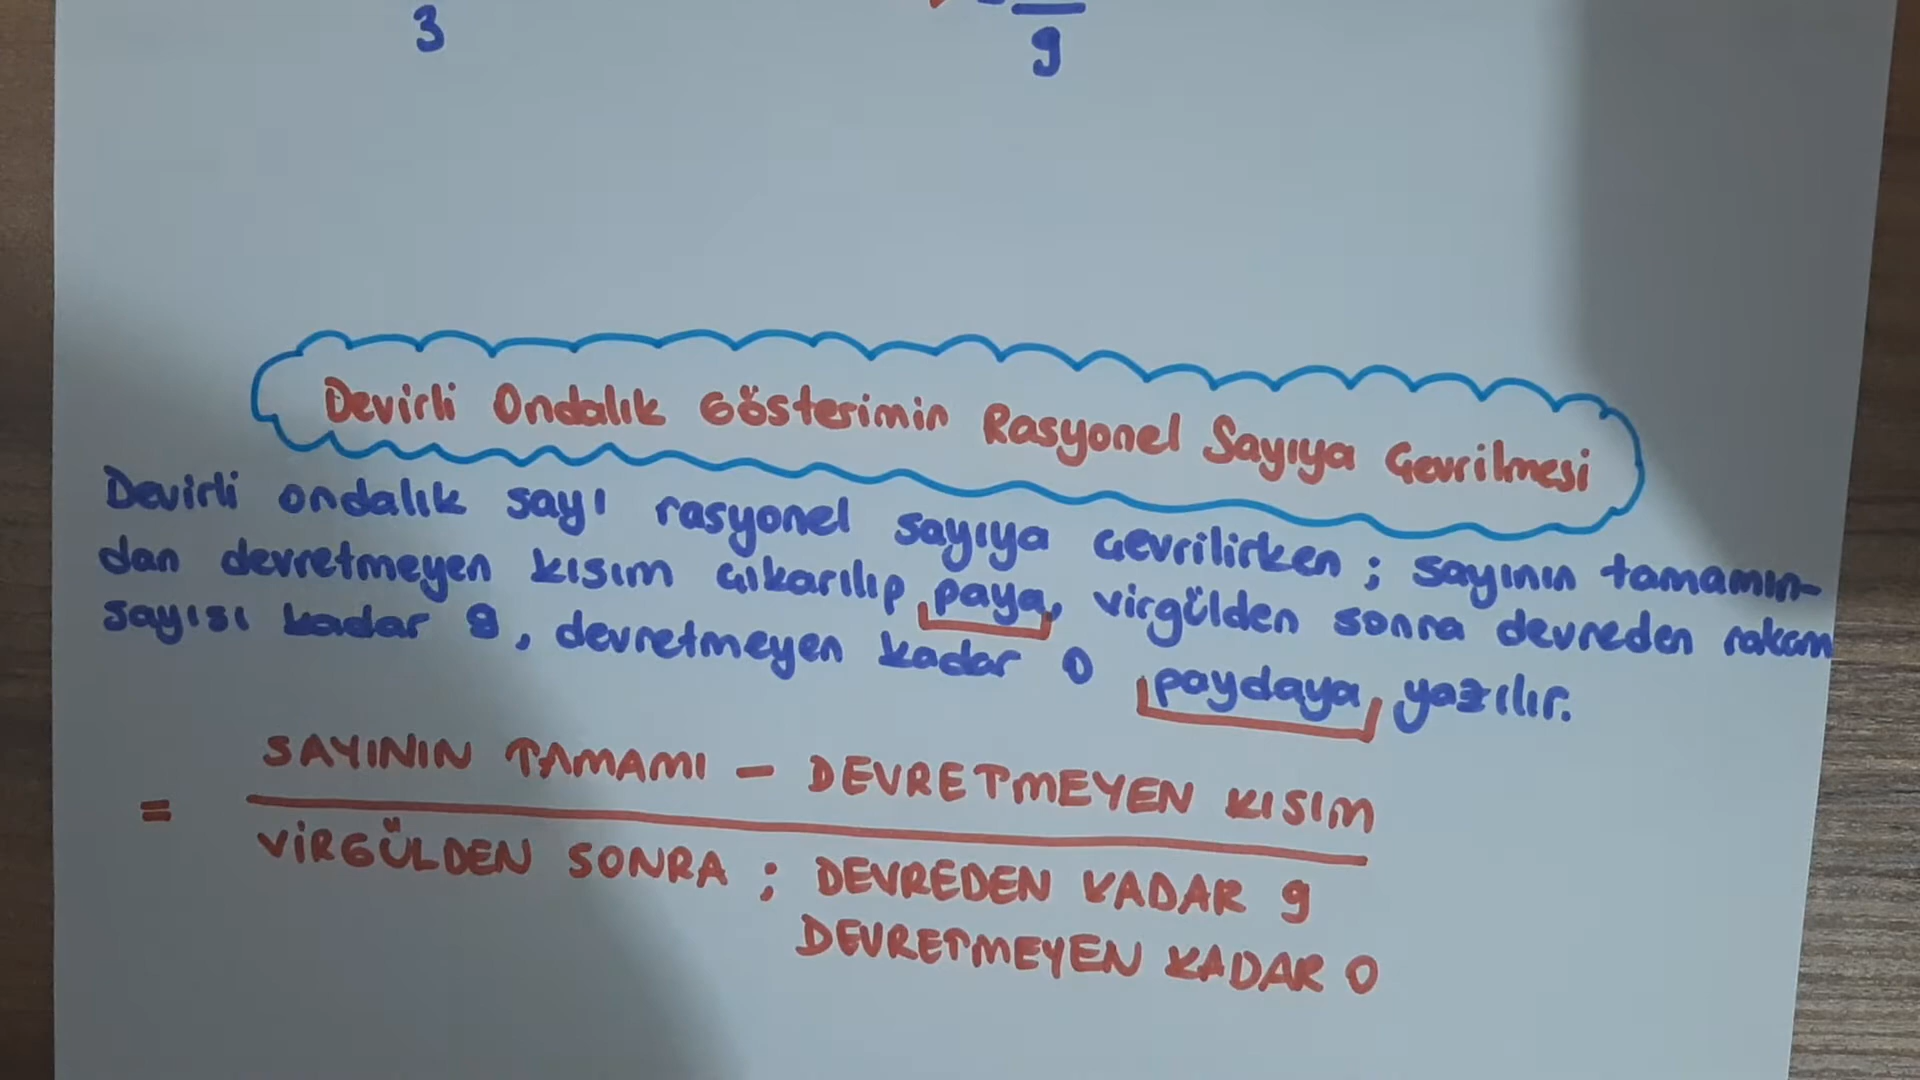 3
9
Devirli Ondalık Gösterimin Rasyonel Sayıya Çevrilmesi
Devirli ondalık sayı rasyonel sayıya çevrilirken ; sayının tamamın-
dan devretmeyen kısım çıkarılıp paya, virgülden sonra devreden rakam
sayısı kadar 9, devretmeyen kadar 0 paydaya yazılır.
= SAYININ TAMAMI - DEVRETMEYEN KISIM
VİRGÜLDEN SONRA ; DEVREDEN KADAR 9
DEVRETMEYEN KADAR 0